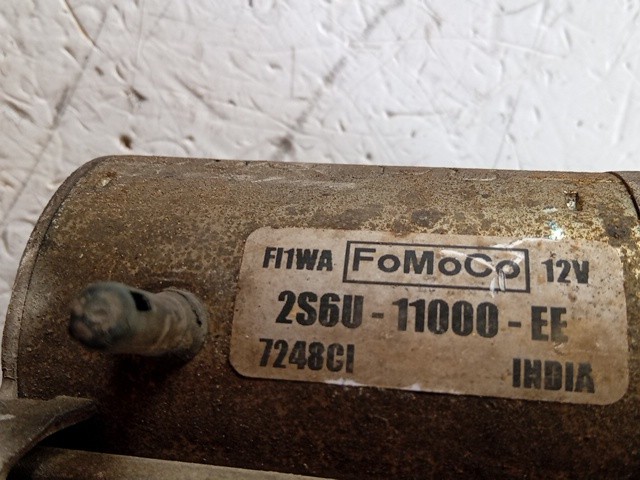 FI1WA FoMoCo 12V
2S6U - 11000 - EE
7248CI INDIA